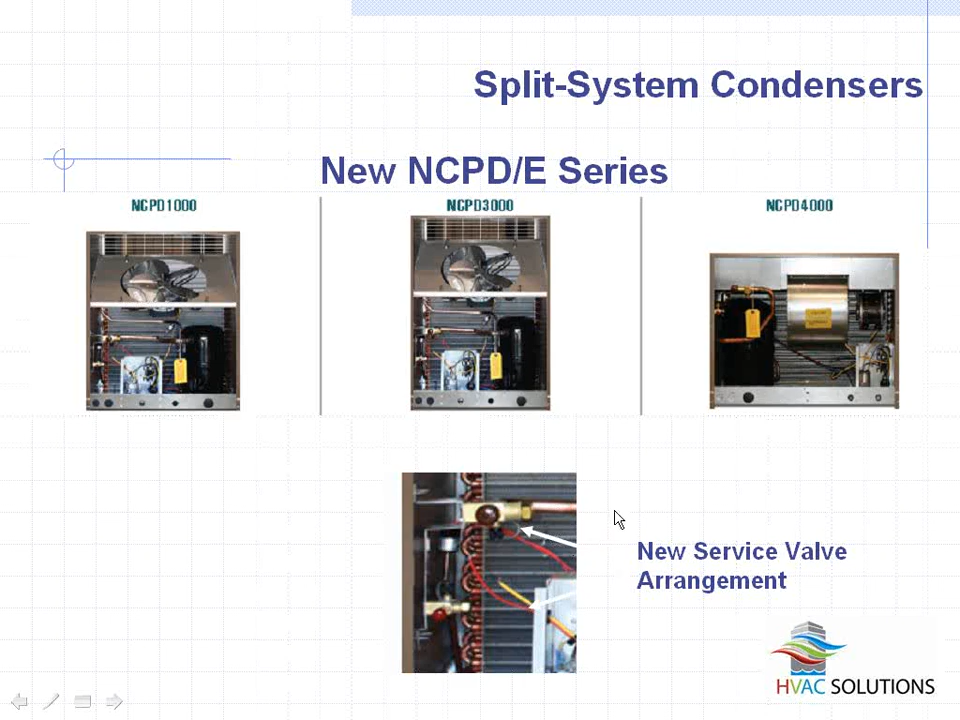 Split-System Condensers
New NCPD/E Series
NCPD1000
NCPD3000
NCPD4000
New Service Valve
Arrangement
HVAC SOLUTIONS